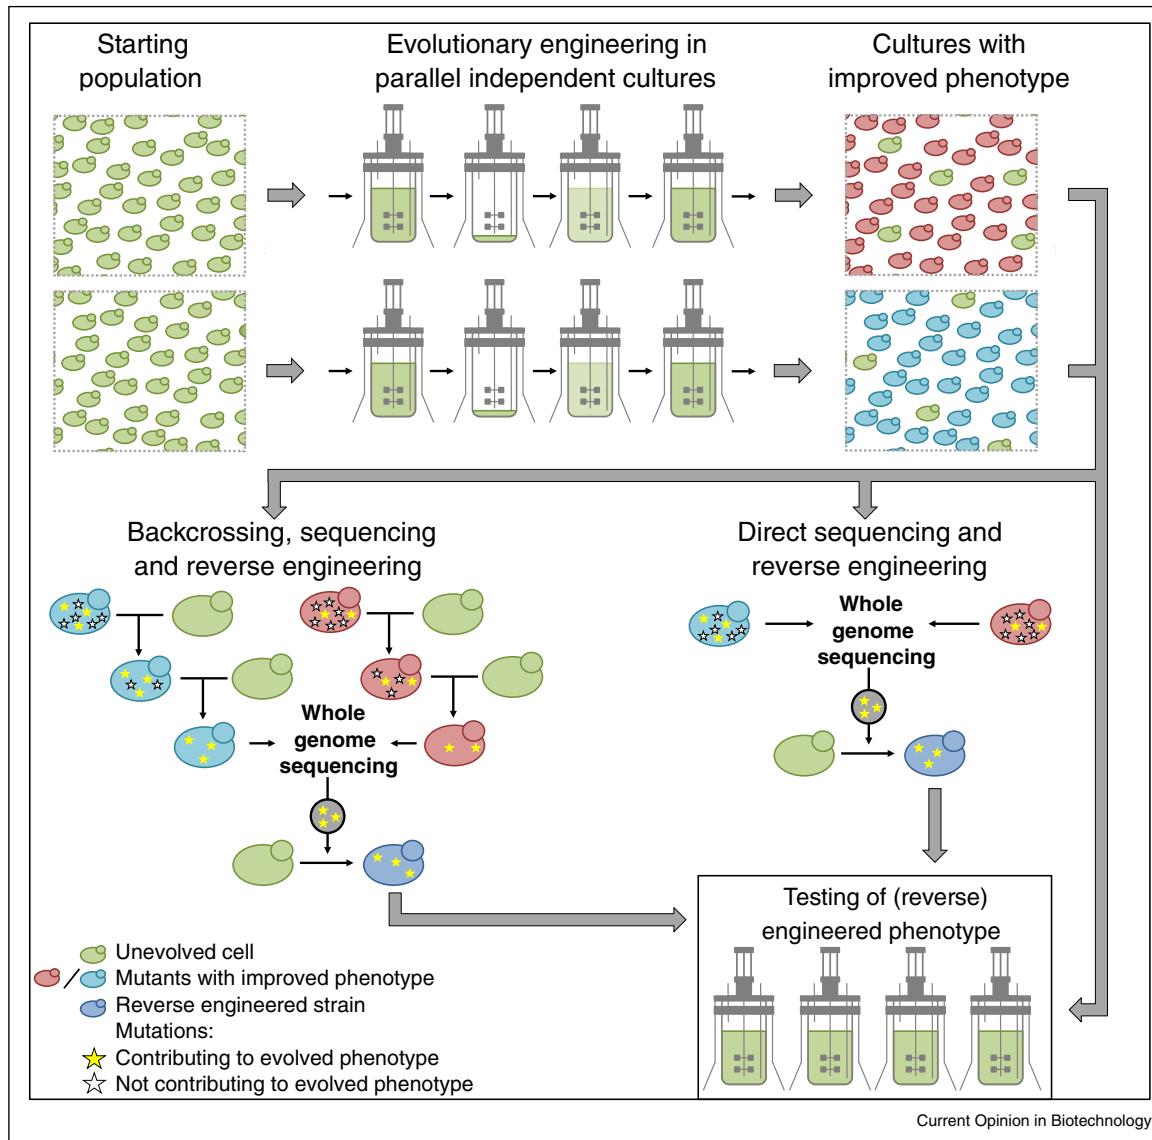 Starting
population
Evolutionary engineering in
parallel independent cultures
Cultures with
improved phenotype
Backcrossing, sequencing
and reverse engineering
Direct sequencing and
reverse engineering
Whole
genome
sequencing
Whole
genome
sequencing
Testing of (reverse)
engineered phenotype
Unevolved cell
/ Mutants with improved phenotype
Reverse engineered strain
Mutations:
Contributing to evolved phenotype
Not contributing to evolved phenotype
Current Opinion in Biotechnology